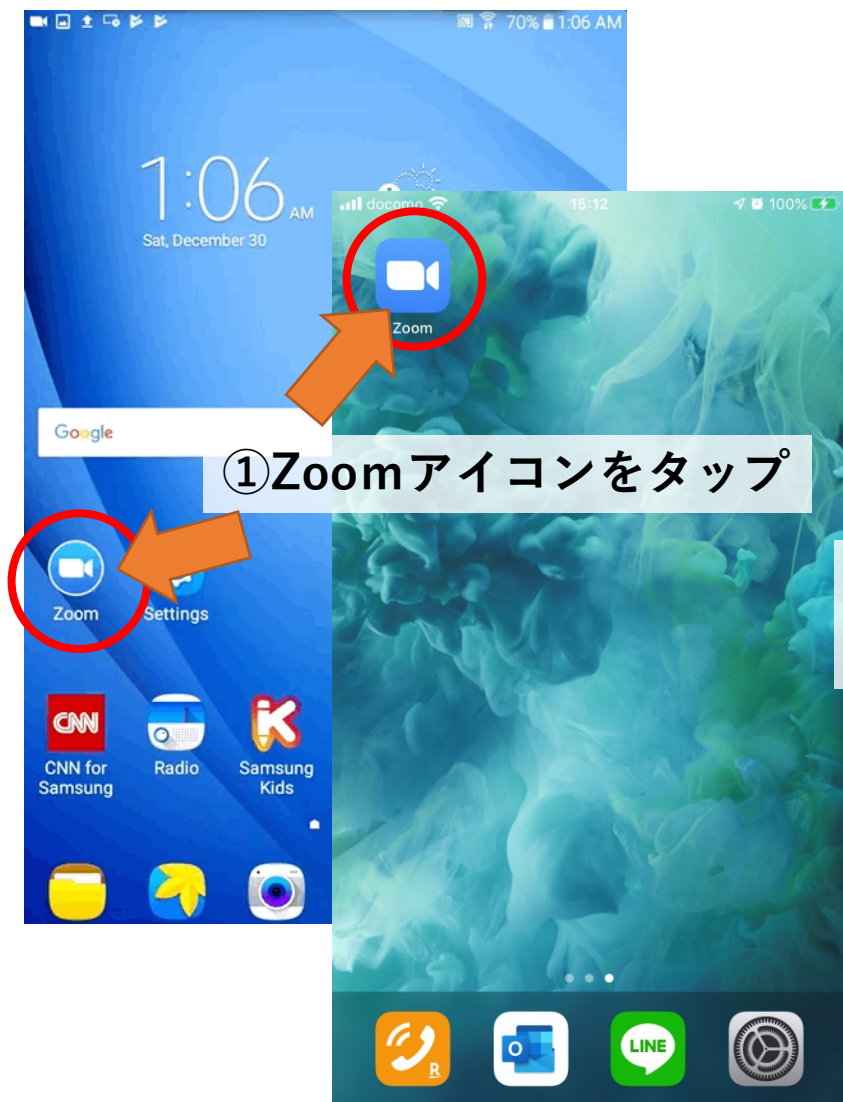 70% 1:06 AM
1:06 AM
Sat, December 30
docomo 15:12 100%
Zoom
Google
①Zoomアイコンをタップ
Zoom Settings
CNN
CNN for Samsung
Radio
Samsung Kids
R
O
LINE